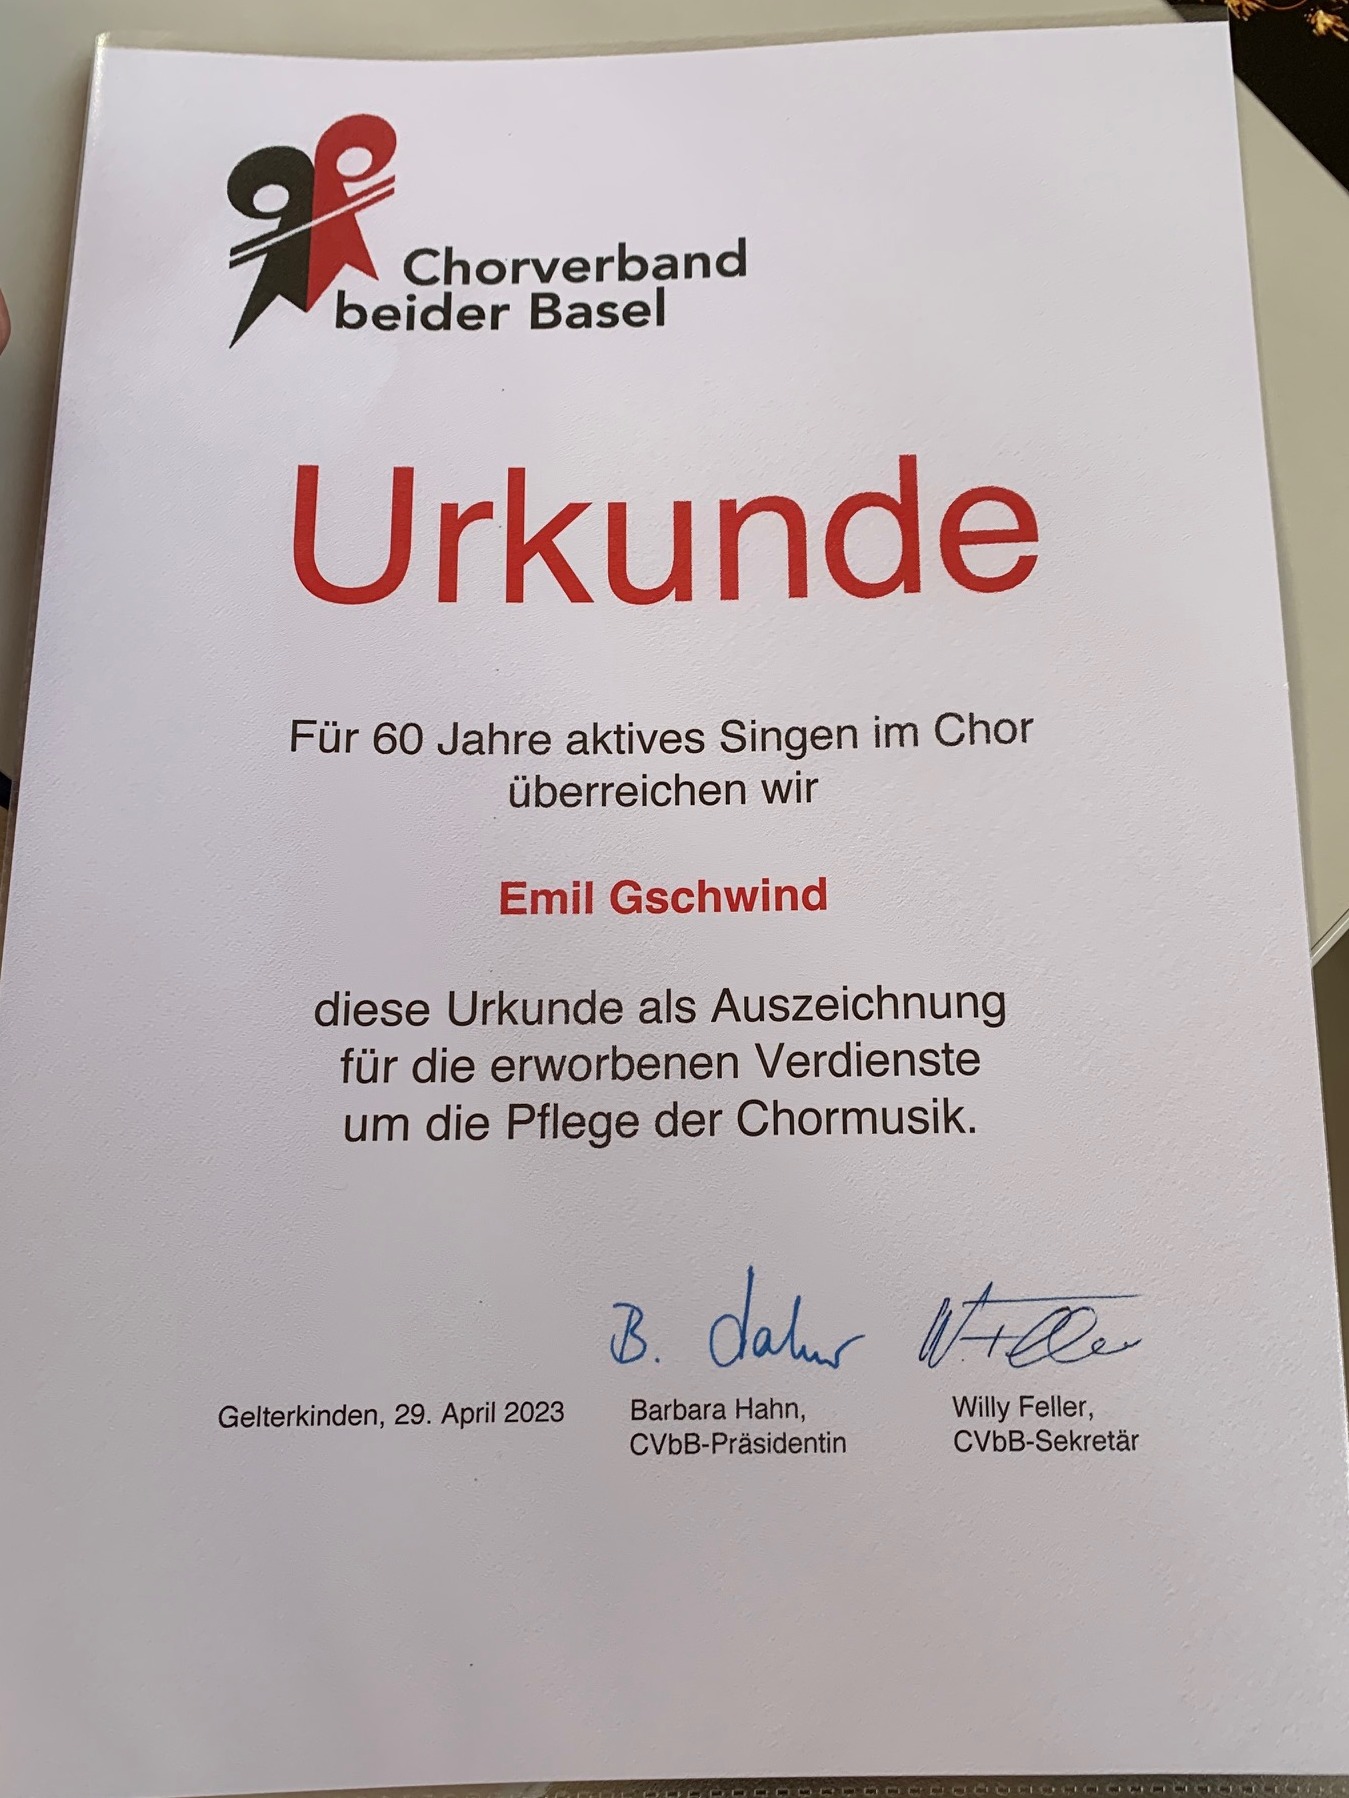 Chorverband
beider Basel
Urkunde
Für 60 Jahre aktives Singen im Chor
überreichen wir
Emil Gschwind
diese Urkunde als Auszeichnung
für die erworbenen Verdienste
um die Pflege der Chormusik.
B. Hahn W. Feller
Gelterkinden, 29. April 2023
Barbara Hahn,
CVbB-Präsidentin
Willy Feller,
CVbB-Sekretär